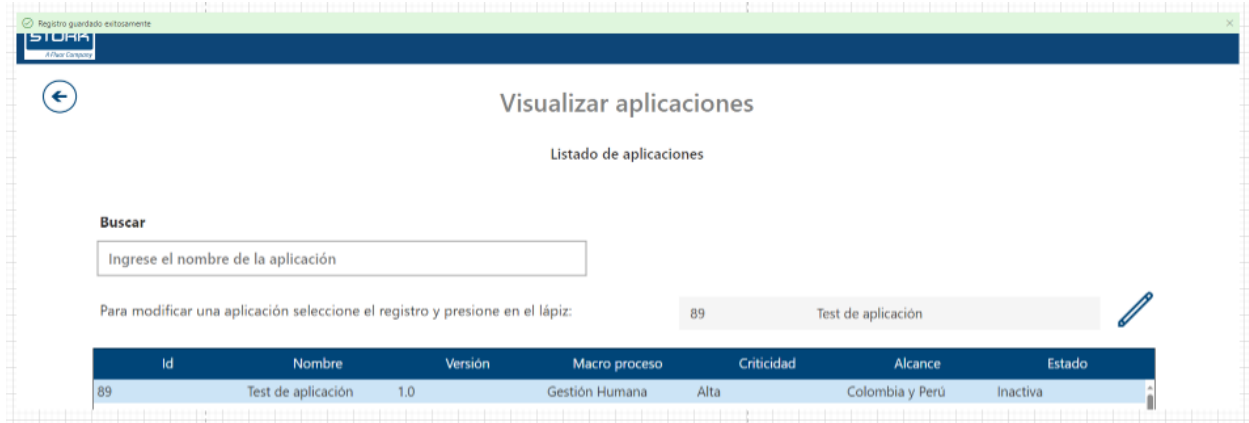 Registro guardado exitosamente
STORK
A Fluor Company
Visualizar aplicaciones
Listado de aplicaciones
Buscar
Ingrese el nombre de la aplicación
Para modificar una aplicación seleccione el registro y presione en el lápiz: 89 Test de aplicación
Id Nombre Versión Macro proceso Criticidad Alcance Estado
89 Test de aplicación 1.0 Gestión Humana Alta Colombia y Perú Inactiva